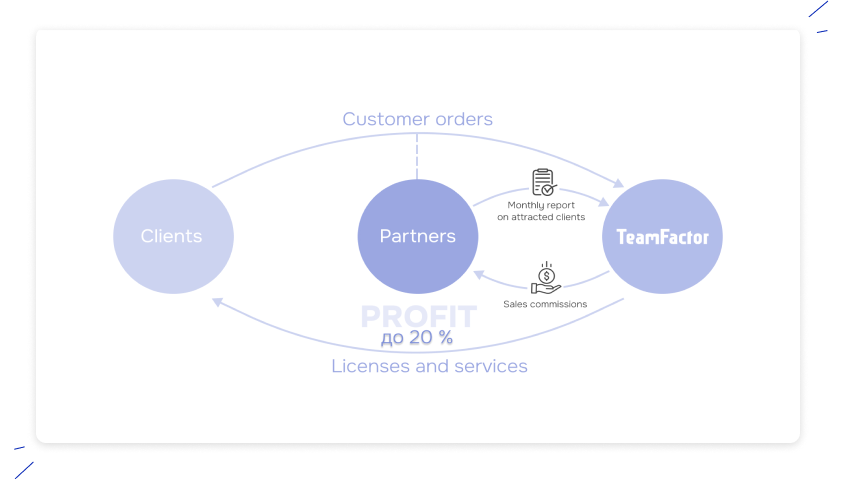 Customer orders
Monthly report
on attracted clients
Clients
Partners
TeamFactor
Sales commissions
PROFIT
до 20 %
Licenses and services